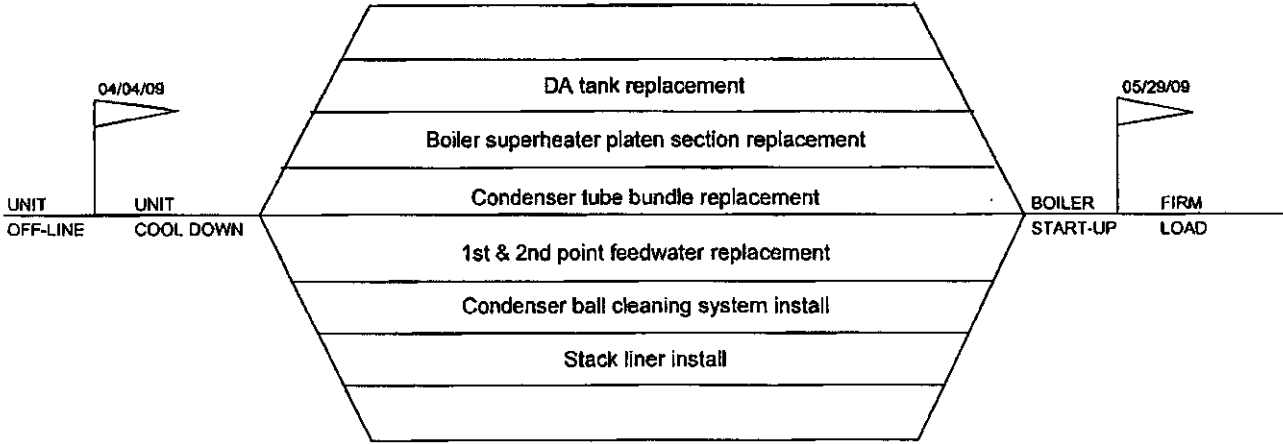 DA tank replacement
04/04/09
05/29/09
Boiler superheater platen section replacement
Condenser tube bundle replacement
UNIT UNIT
BOILER FIRM
OFF-LINE COOL DOWN
START-UP LOAD
1st & 2nd point feedwater replacement
Condenser ball cleaning system install
Stack liner install